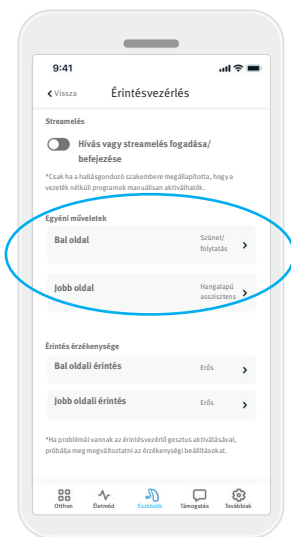 9:41
Vissza
Érintésvezérlés
Streamelés
Hívás vagy streamelés fogadása/
befejezése
*Csak ha a hallásgondozó szakembere megállapította, hogy a
vezeték nélküli programok manuálisan aktiválhatók.
Egyéni műveletek
Bal oldal
Szünet/
folytatás
Jobb oldal
Hangalapú
asszisztens
Érintés érzékenysége
Bal oldali érintés
Erős
Jobb oldali érintés
Erős
*Ha problémái vannak az érintésvezérlő gesztus aktiválásával,
próbálja meg megváltoztatni az érzékenységi beállításokat.
Otthon
Életmód
Eszközök
Támogatás
Továbbiak